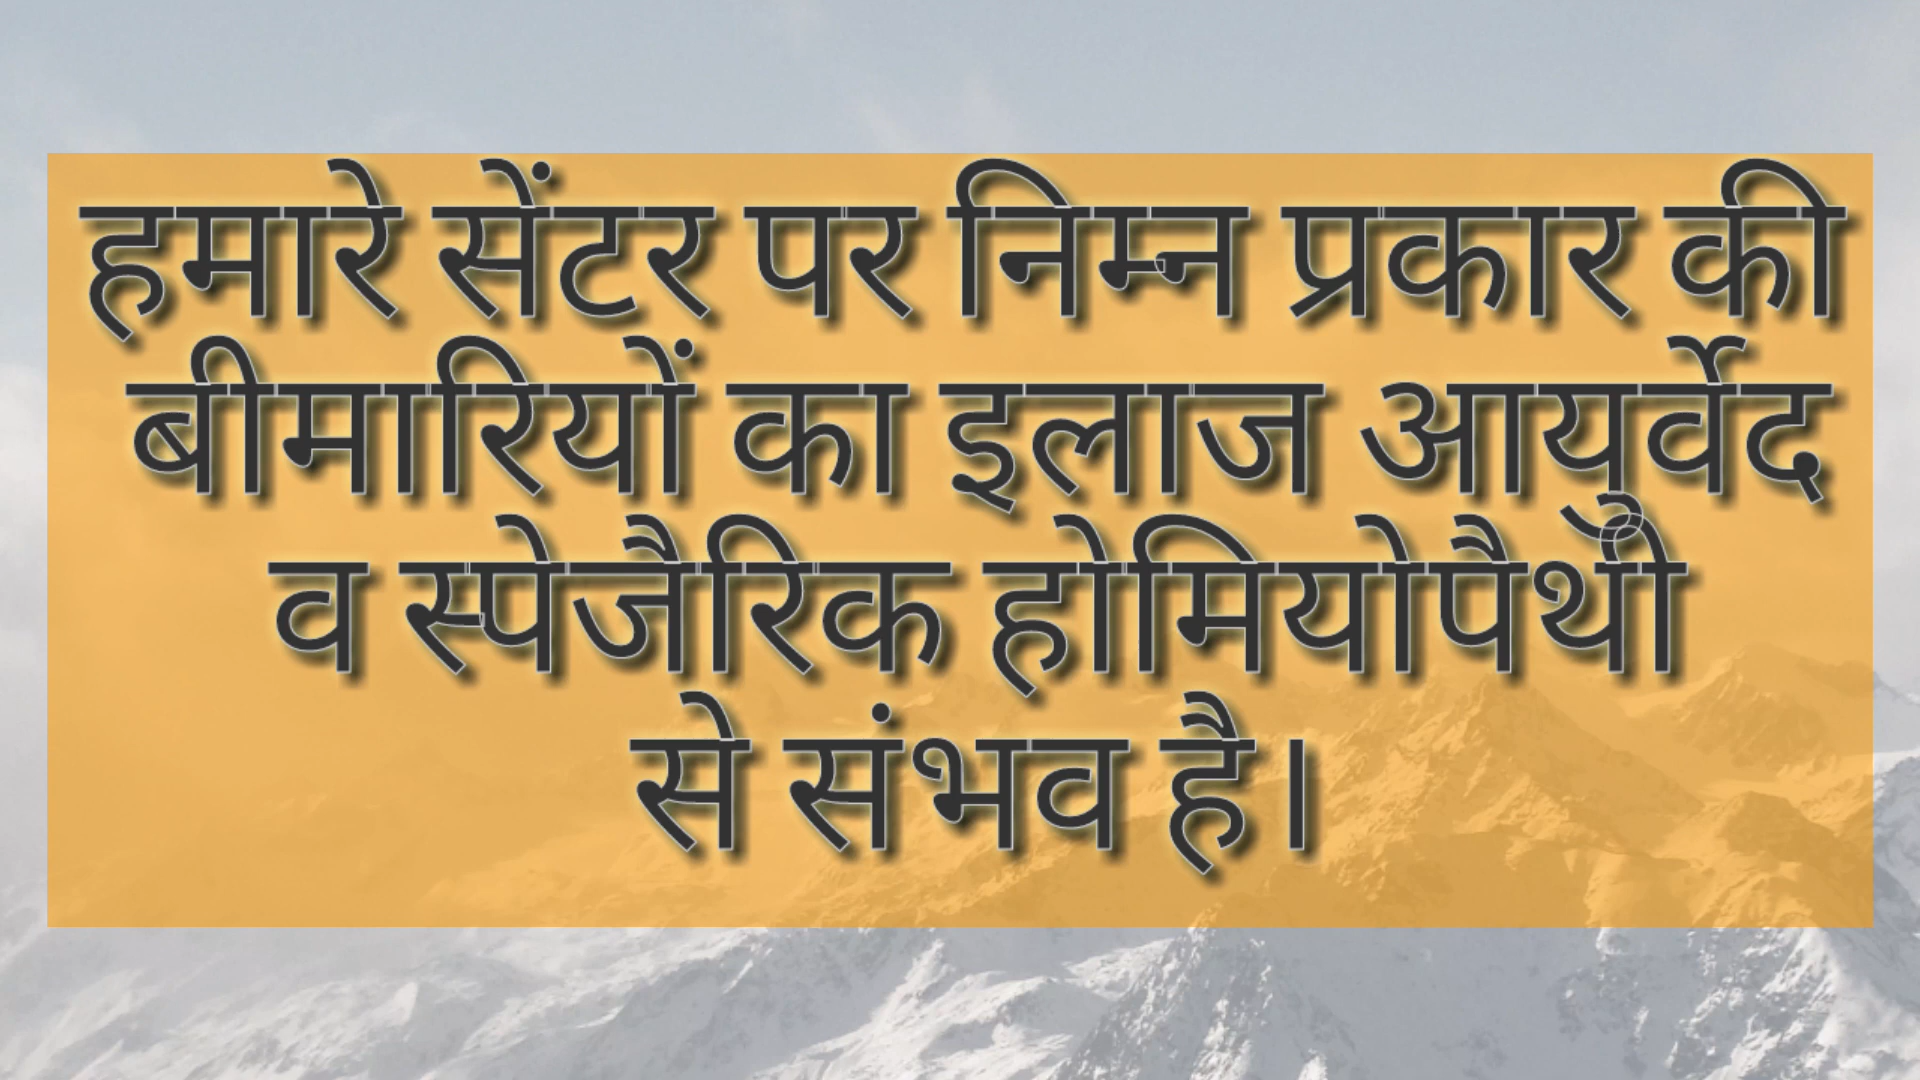 हमारे सेंटर पर निम्न प्रकार की
बीमारियों का इलाज आयुर्वेद
व स्पेजैरिक होमियोपैथी
से संभव है।